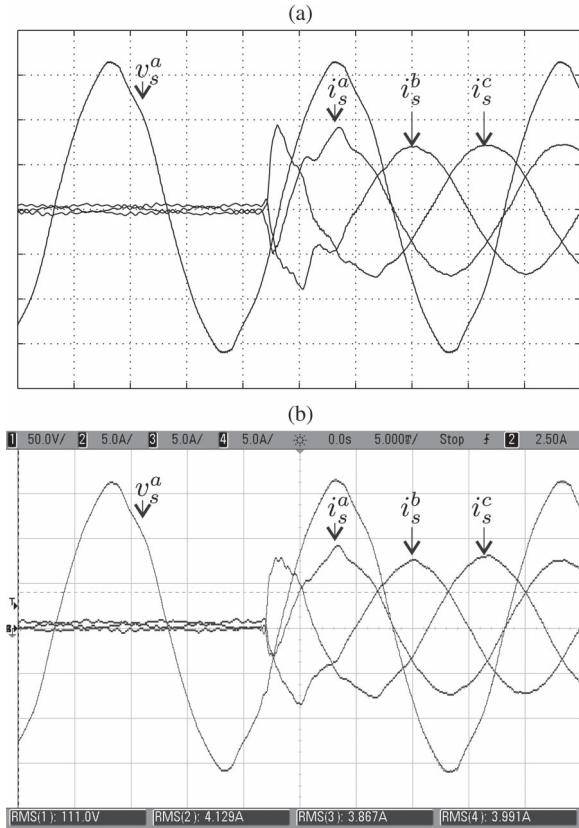 (a)
v_s^a
i_s^a i_s^b i_s^c
(b)
1 50.0V/ 2 5.0A/ 3 5.0A/ 4 5.0A/ 0.0s 5.000m/ Stop 2 2.50A
v_s^a
i_s^a i_s^b i_s^c
T
RMS(1): 111.0V RMS(2): 4.129A RMS(3): 3.867A RMS(4): 3.991A